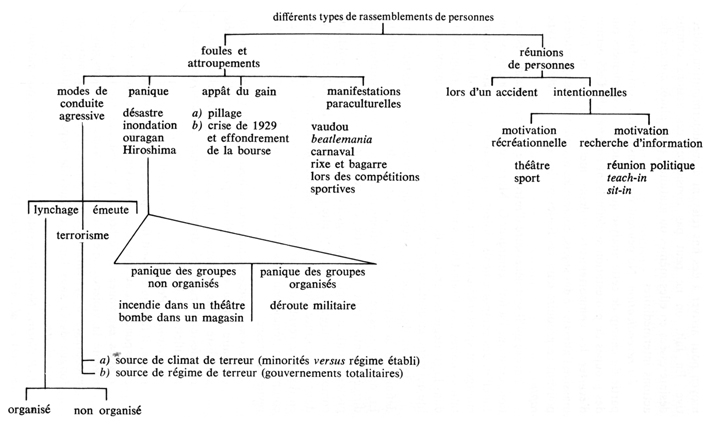 différents types de rassemblements de personnes
foules et
attroupements
réunions
de personnes
modes de
conduite
agressive
panique
désastre
inondation
ouragan
Hiroshima
appât du gain
a) pillage
b) crise de 1929
et effondrement
de la bourse
manifestations
paraculturelles
vaudou
beatlemania
carnaval
rixe et bagarre
lors des compétitions
sportives
lors d'un accident
intentionnelles
motivation
récréationnelle
théâtre
sport
motivation
recherche d'information
réunion politique
teach-in
sit-in
lynchage
émeute
terrorisme
panique des groupes
non organisés
incendie dans un théâtre
bombe dans un magasin
panique des groupes
organisés
déroute militaire
a) source de climat de terreur (minorités versus régime établi)
b) source de régime de terreur (gouvernements totalitaires)
organisé
non organisé